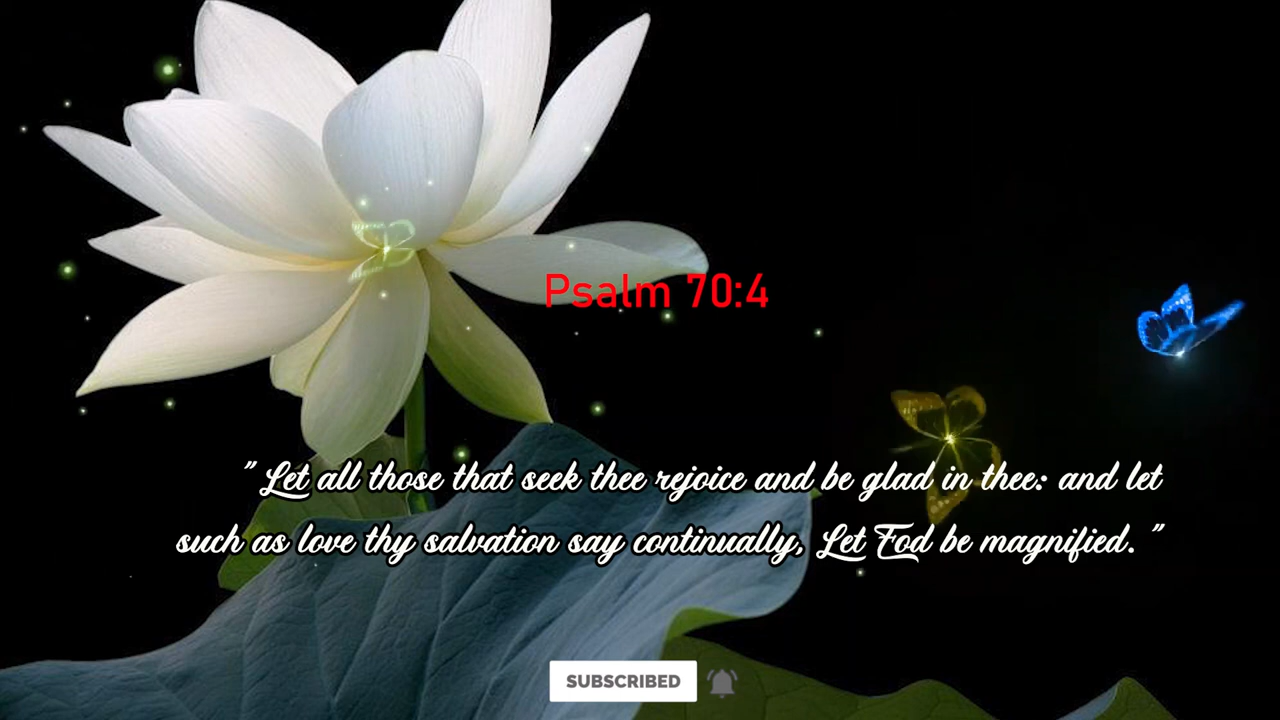 Psalm 70:4
" Let all those that seek thee rejoice and be glad in thee: and let
such as love thy salvation say continually, Let God be magnified. "
SUBSCRIBED